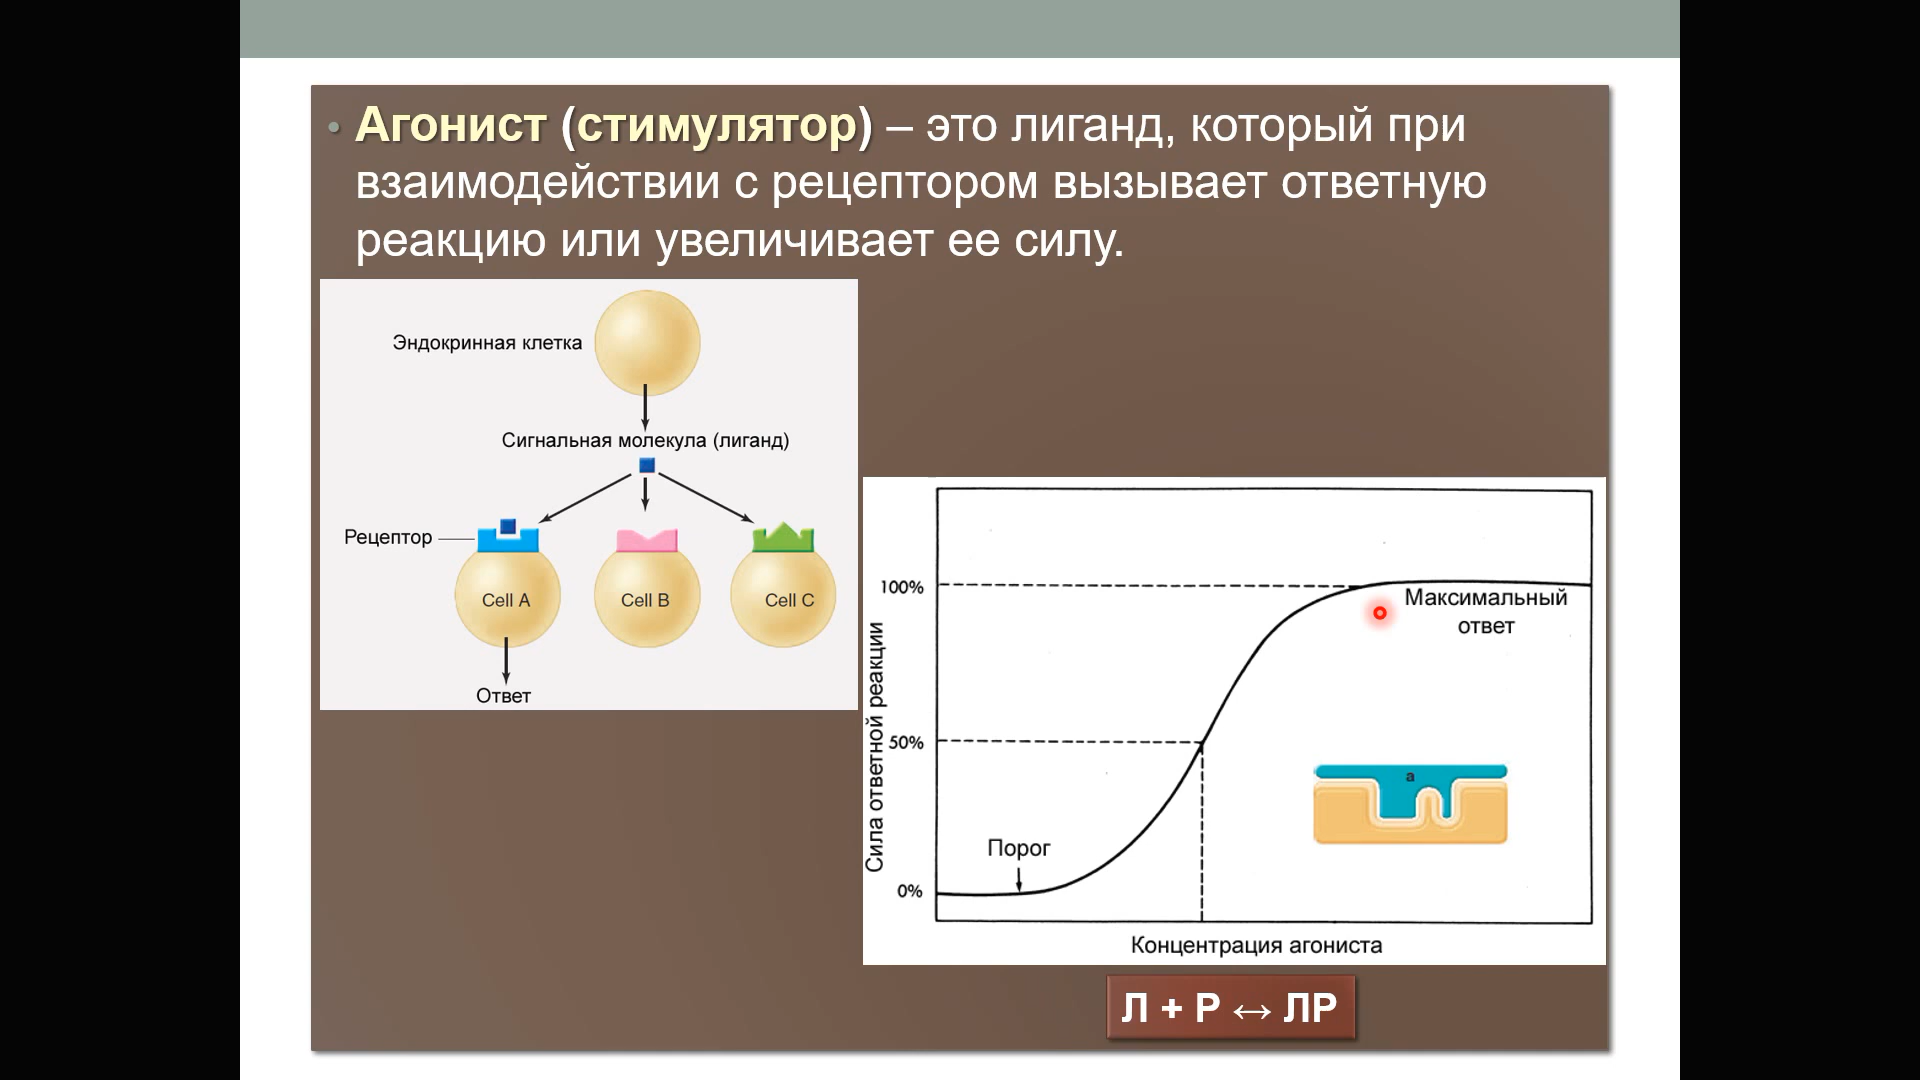 • Агонист (стимулятор) – это лиганд, который при
взаимодействии с рецептором вызывает ответную
реакцию или увеличивает ее силу.
Эндокринная клетка
Сигнальная молекула (лиганд)
Рецептор
Cell A
Cell B
Cell C
Ответ
Сила ответной реакции
100%
50%
0%
Максимальный
ответ
a
Порог
Концентрация агониста
Л + Р ↔ ЛР